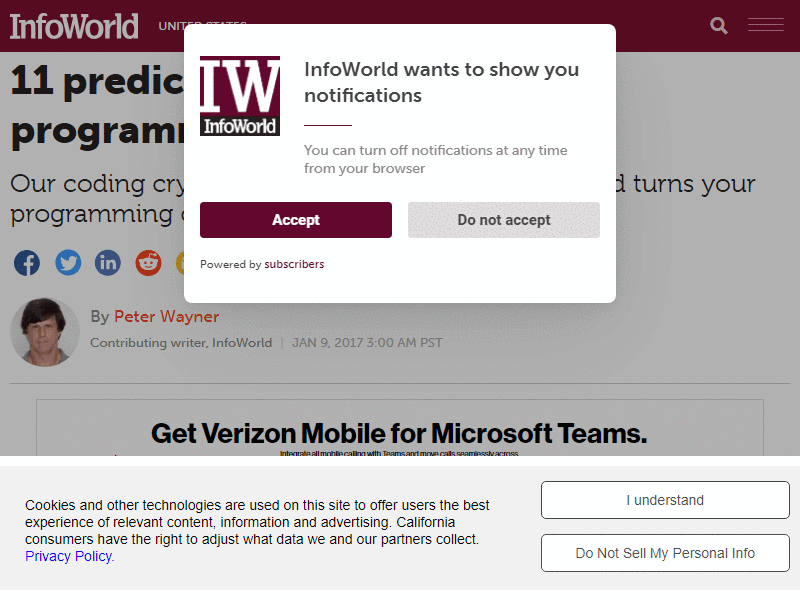 InfoWorld
UNITED STATES
11 predic
programm
Our coding cry
d turns your
programming
InfoWorld wants to show you
notifications
IW
InfoWorld
You can turn off notifications at any time
from your browser
Accept
Do not accept
Powered by subscribers
By Peter Wayner
Contributing writer, InfoWorld | JAN 9, 2017 3:00 AM PST
Get Verizon Mobile for Microsoft Teams.
Integrate all mobile calling with Teams and move calls seamlessly across
Cookies and other technologies are used on this site to offer users the best
experience of relevant content, information and advertising. California
consumers have the right to adjust what data we and our partners collect.
Privacy Policy.
I understand
Do Not Sell My Personal Info